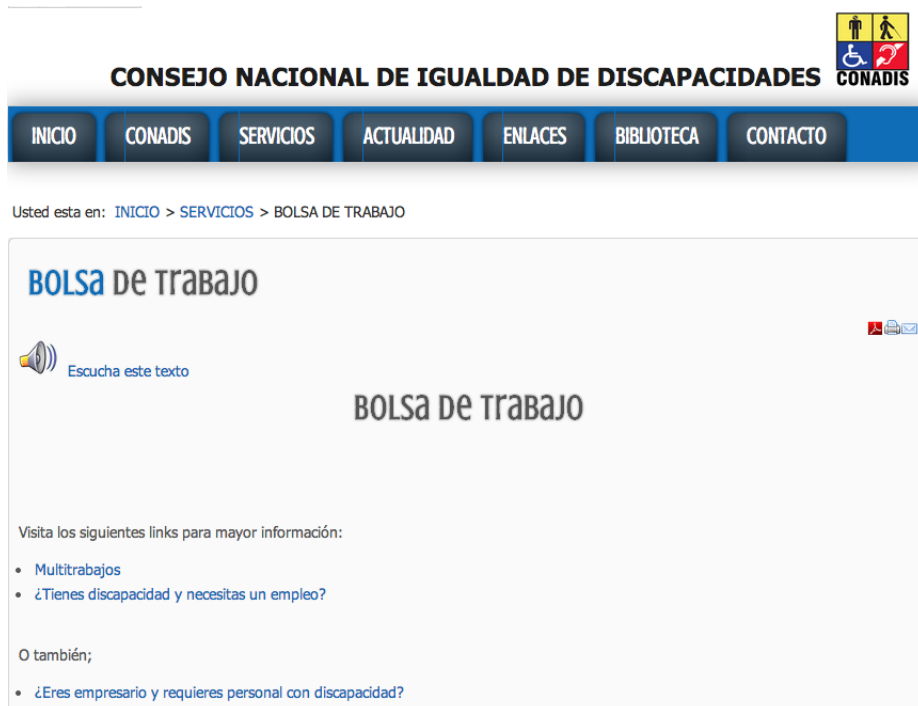 CONSEJO NACIONAL DE IGUALDAD DE DISCAPACIDADES
CONADIS
INICIO CONADIS SERVICIOS ACTUALIDAD ENLACES BIBLIOTECA CONTACTO
Usted esta en: INICIO > SERVICIOS > BOLSA DE TRABAJO
BOLSa De TraBaJO
Escucha este texto
BOLSa De TraBaJO
Visita los siguientes links para mayor información:
• Multitrabajos
• ¿Tienes discapacidad y necesitas un empleo?
O también;
• ¿Eres empresario y requieres personal con discapacidad?